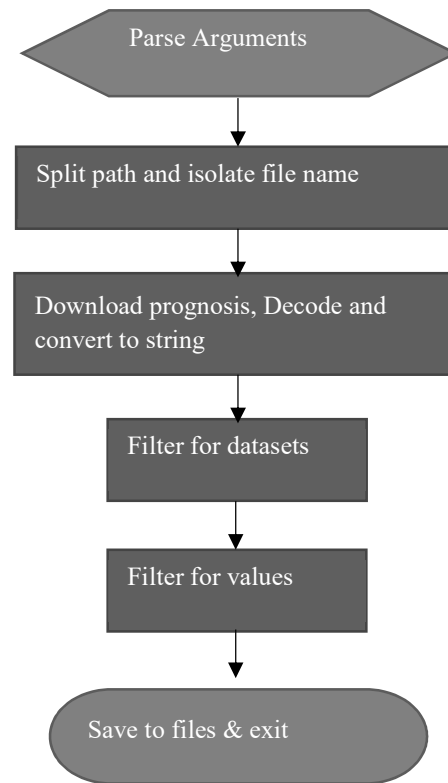 Parse Arguments
Split path and isolate file name
Download prognosis, Decode and
convert to string
Filter for datasets
Filter for values
Save to files & exit